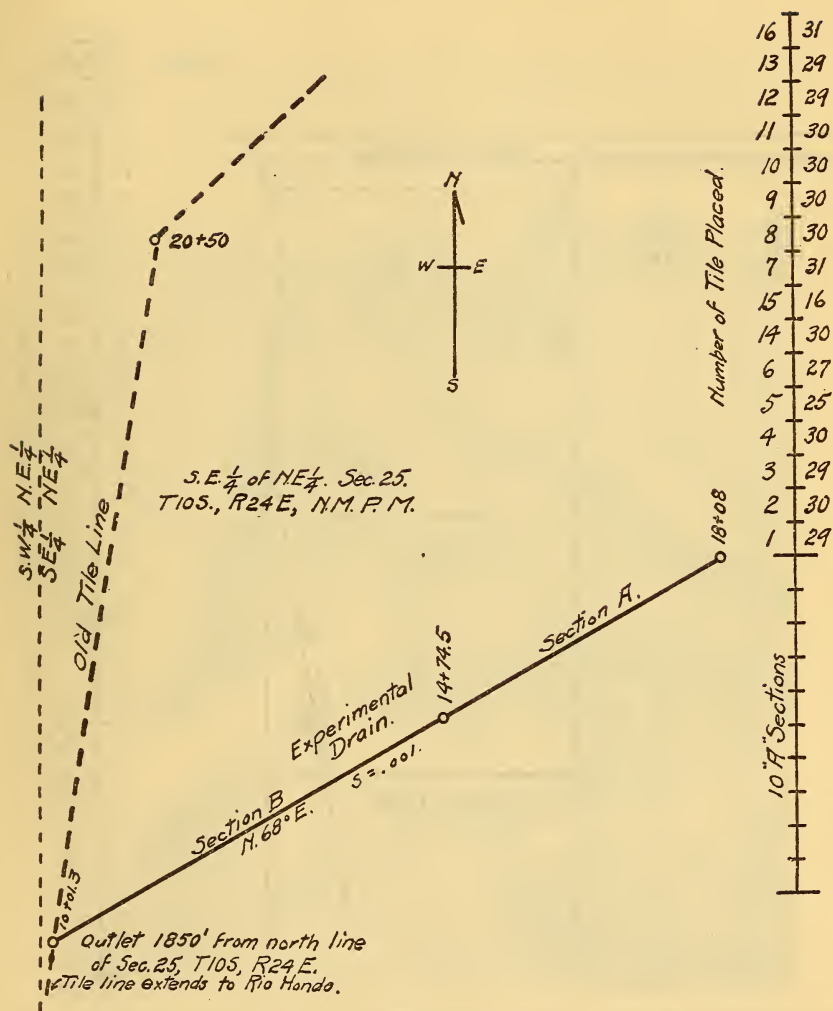 16 31
13 29
12 29
11 30
10 30
9 30
8 30
7 31
15 16
14 30
6 27
5 25
4 30
3 29
2 30
1 29
Number of Tile Placed.
10 "A" Sections
N
W E
S
20+50
S.W.¼ N.E.¼
S.E.¼ N.E.¼
Old Tile Line
S.E.¼ of N.E.¼. Sec. 25.
T10S., R24E, N.M.P.M.
18+08
Section A.
14+74.5
Experimental
Drain.
S=.001.
Section B
N.68°E.
10+01.3
Outlet 1850' from north line
of Sec. 25, T10S, R24E.
Tile line extends to Rio Hondo.